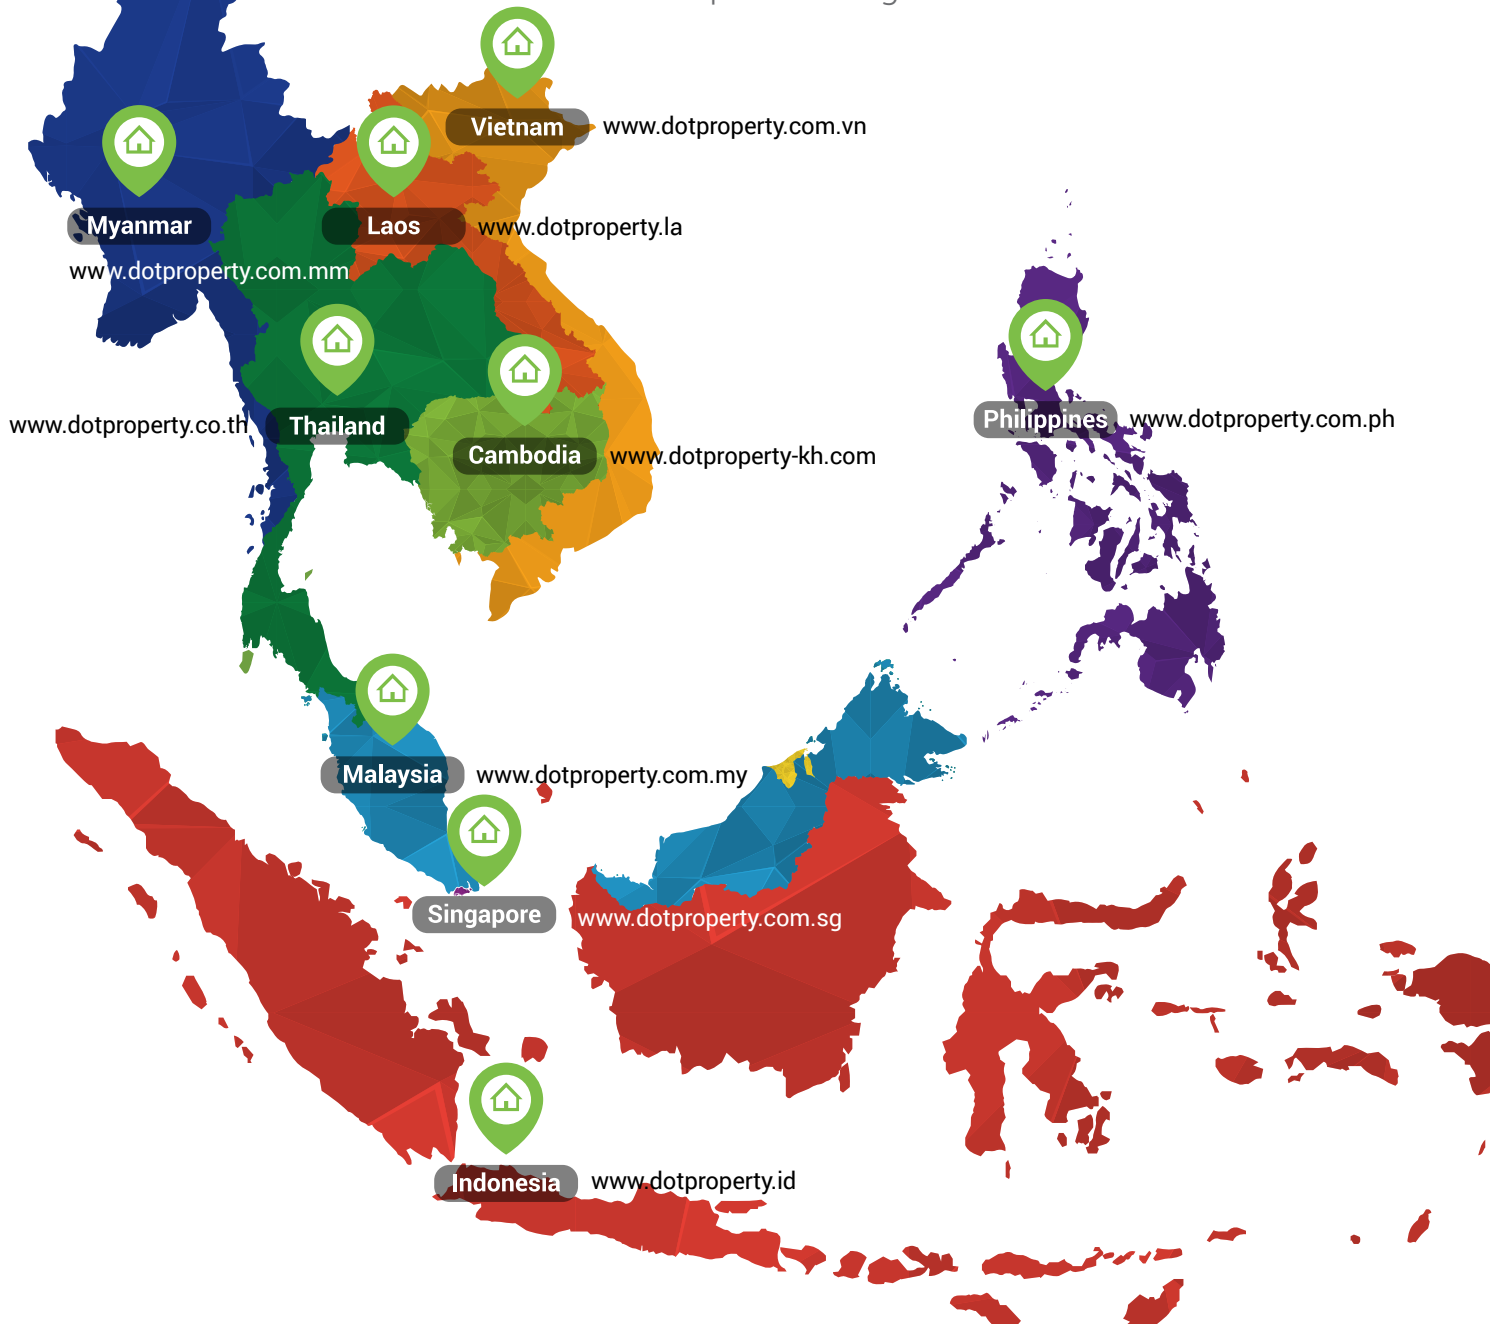 Vietnam
www.dotproperty.com.vn
Myanmar
Laos
www.dotproperty.la
www.dotproperty.com.mm
www.dotproperty.co.th
Thailand
Philippines
www.dotproperty.com.ph
Cambodia
www.dotproperty-kh.com
Malaysia
www.dotproperty.com.my
Singapore
www.dotproperty.com.sg
Indonesia
www.dotproperty.id